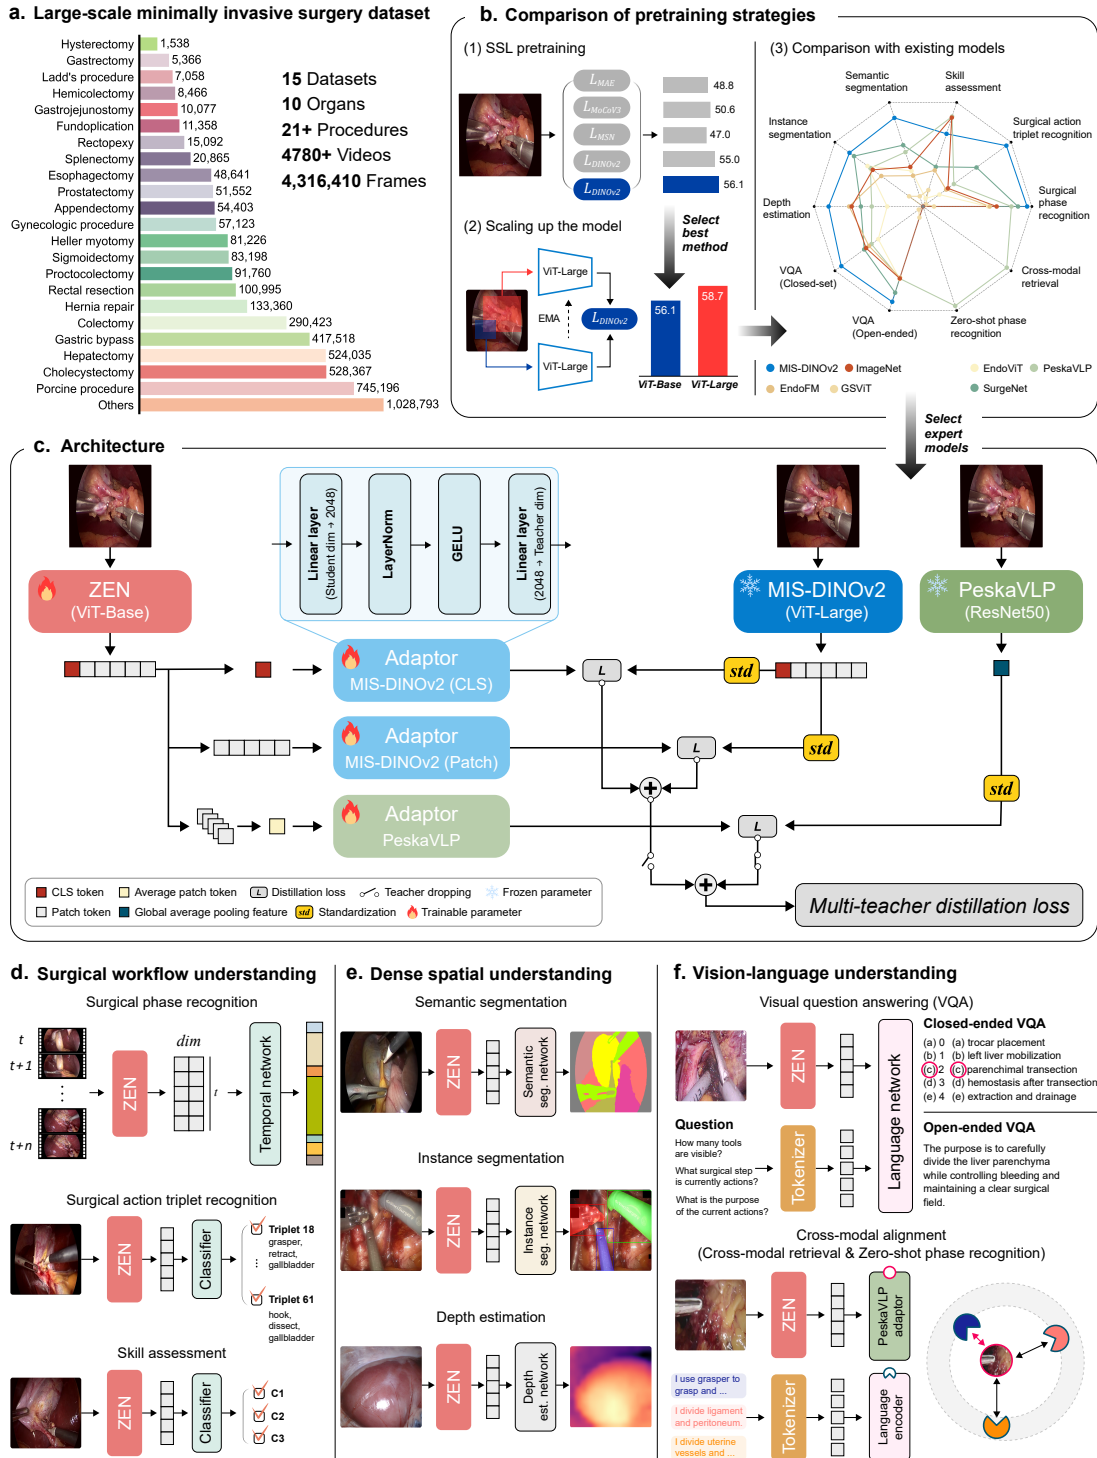 a. Large-scale minimally invasive surgery dataset
Hysterectomy 1,538
Gastrectomy 5,366
Ladd's procedure 7,058
Hemicolectomy 8,466
Gastrojejunostomy 10,077
Fundoplication 11,358
Rectopexy 15,092
Splenectomy 20,865
Esophagectomy 48,641
Prostatectomy 51,552
Appendectomy 54,403
Gynecologic procedure 57,123
Heller myotomy 81,226
Sigmoidectomy 83,198
Proctocolectomy 91,760
Rectal resection 100,995
Hernia repair 133,360
Colectomy 290,423
Gastric bypass 417,518
Hepatectomy 524,035
Cholecystectomy 528,367
Porcine procedure 745,196
Others 1,028,793
15 Datasets
10 Organs
21+ Procedures
4780+ Videos
4,316,410 Frames
b. Comparison of pretraining strategies
(1) SSL pretraining
L_MAE
L_MoCoV3
L_MSN
L_DINOv2
L_DINOv2
48.8
50.6
47.0
55.0
56.1
Select
best
method
(2) Scaling up the model
ViT-Large
EMA
ViT-Large
L_DINOv2
56.1
58.7
ViT-Base
ViT-Large
(3) Comparison with existing models
Semantic
segmentation
Skill
assessment
Instance
segmentation
Surgical action
triplet recognition
Depth
estimation
Surgical
phase
recognition
VQA
(Closed-set)
Cross-modal
retrieval
VQA
(Open-ended)
Zero-shot phase
recognition
MIS-DINOv2
ImageNet
EndoViT
PeskaVLP
EndoFM
GSViT
SurgeNet
Select
expert
models
c. Architecture
ZEN
(ViT-Base)
Linear layer
(Student dim → 2048)
LayerNorm
GELU
Linear layer
(2048 → Teacher dim)
MIS-DINOv2
(ViT-Large)
PeskaVLP
(ResNet50)
Adaptor
MIS-DINOv2 (CLS)
L
std
Adaptor
MIS-DINOv2 (Patch)
L
std
std
Adaptor
PeskaVLP
L
Multi-teacher distillation loss
CLS token
Average patch token
L Distillation loss
Teacher dropping
Frozen parameter
Patch token
Global average pooling feature
std Standardization
Trainable parameter
d. Surgical workflow understanding
Surgical phase recognition
t
t+1
t+n
ZEN
dim
t
Temporal network
Surgical action triplet recognition
ZEN
Classifier
Triplet 18
grasper,
retract,
gallbladder
...
Triplet 61
hook,
dissect,
gallbladder
Skill assessment
ZEN
Classifier
C1
C2
C3
e. Dense spatial understanding
Semantic segmentation
ZEN
Semantic
seg. network
Instance segmentation
ZEN
Instance
seg. network
Depth estimation
ZEN
Depth
est. network
f. Vision-language understanding
Visual question answering (VQA)
ZEN
Language network
Closed-ended VQA
(a) 0 (a) trocar placement
(b) 1 (b) left liver mobilization
(c) 2 (c) parenchimal transection
(d) 3 (d) hemostasis after transection
(e) 4 (e) extraction and drainage
Open-ended VQA
The purpose is to carefully
divide the liver parenchyma
while controlling bleeding and
maintaining a clear surgical
field.
Question
How many tools
are visible?
What surgical step
is currently actions?
What is the purpose
of the current actions?
Tokenizer
Cross-modal alignment
(Cross-modal retrieval & Zero-shot phase recognition)
ZEN
PeskaVLP
adaptor
I use grasper to
grasp and ...
I divide ligament
and peritoneum.
I divide uterine
vessels and ...
Tokenizer
Language
encoder